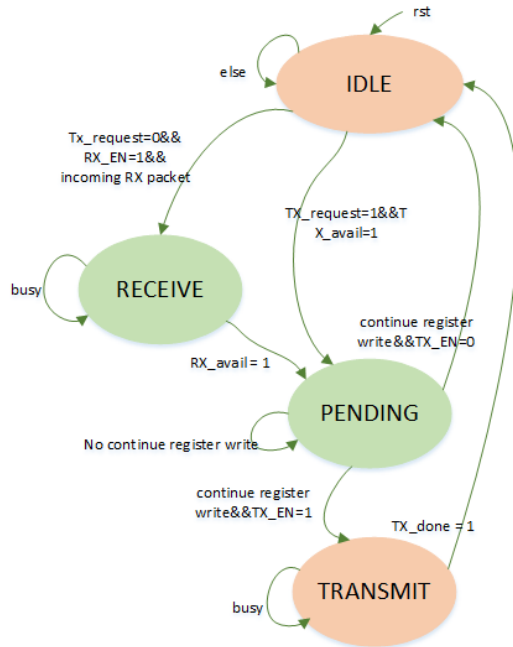 rst
else
IDLE
Tx_request=0&&
RX_EN=1&&
incoming RX packet
TX_request=1&&T
X_avail=1
busy
RECEIVE
continue register
write&&TX_EN=0
RX_avail = 1
PENDING
No continue register write
continue register
write&&TX_EN=1
TX_done = 1
TRANSMIT
busy